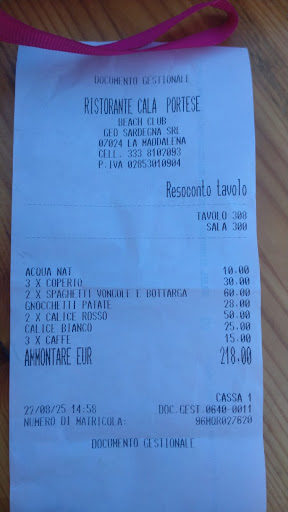 DOCUMENTO GESTIONALE
RISTORANTE CALA PORTESE
BEACH CLUB
GEO SARDEGNA SRL
07024 LA MADDALENA
CELL. 333 8102093
P.IVA 02853010904
Resoconto tavolo
TAVOLO 308
SALA 300
ACQUA NAT 10.00
3 X COPERTO 30.00
2 X SPAGHETTI VONGOLE E BOTTARGA 60.00
GNOCCHETTI PATATE 28.00
2 X CALICE ROSSO 50.00
CALICE BIANCO 25.00
3 X CAFFE 15.00
AMMONTARE EUR 218.00
CASSA 1
27/08/25 14:58 DOC.GEST.0640-0011
NUMERO DI MATRICOLA: 96MOR027620
DOCUMENTO GESTIONALE